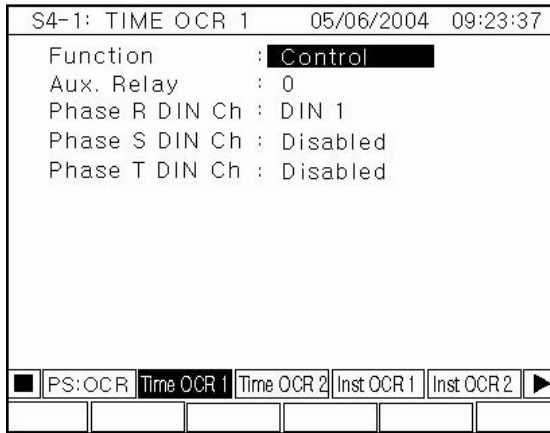 S4-1: TIME OCR 1 05/06/2004 09:23:37
Function : Control
Aux. Relay : 0
Phase R DIN Ch : DIN 1
Phase S DIN Ch : Disabled
Phase T DIN Ch : Disabled
PS:OCR Time OCR 1 Time OCR 2 Inst OCR 1 Inst OCR 2